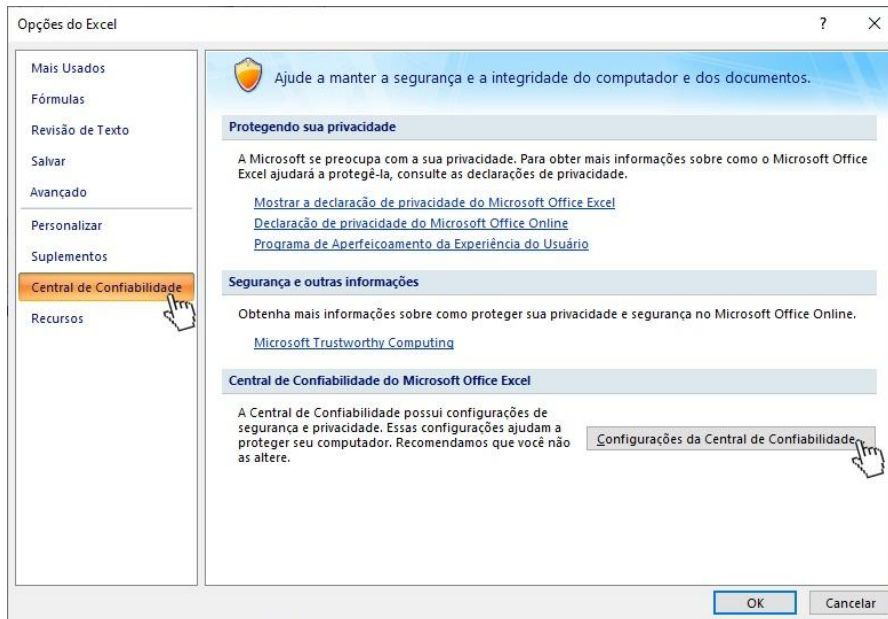 Opções do Excel
?
Mais Usados
Fórmulas
Revisão de Texto
Salvar
Avançado
Personalizar
Suplementos
Central de Confiabilidade
Recursos
Ajude a manter a segurança e a integridade do computador e dos documentos.
Protegendo sua privacidade
A Microsoft se preocupa com a sua privacidade. Para obter mais informações sobre como o Microsoft Office
Excel ajudará a protegê-la, consulte as declarações de privacidade.
Mostrar a declaração de privacidade do Microsoft Office Excel
Declaração de privacidade do Microsoft Office Online
Programa de Aperfeiçoamento da Experiência do Usuário
Segurança e outras informações
Obtenha mais informações sobre como proteger sua privacidade e segurança no Microsoft Office Online.
Microsoft Trustworthy Computing
Central de Confiabilidade do Microsoft Office Excel
A Central de Confiabilidade possui configurações de
segurança e privacidade. Essas configurações ajudam a
proteger seu computador. Recomendamos que você não
as altere.
Configurações da Central de Confiabilidade...
OK
Cancelar